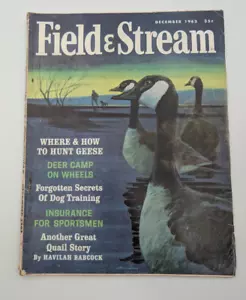 DECEMBER 1962
Field & Stream
WHERE & HOW
TO HUNT GEESE
DEER CAMP
ON WHEELS
Forgotten Secrets
Of Dog Training
INSURANCE
FOR SPORTSMEN
Another Great
Quail Story
By HAVILAH BABCOCK